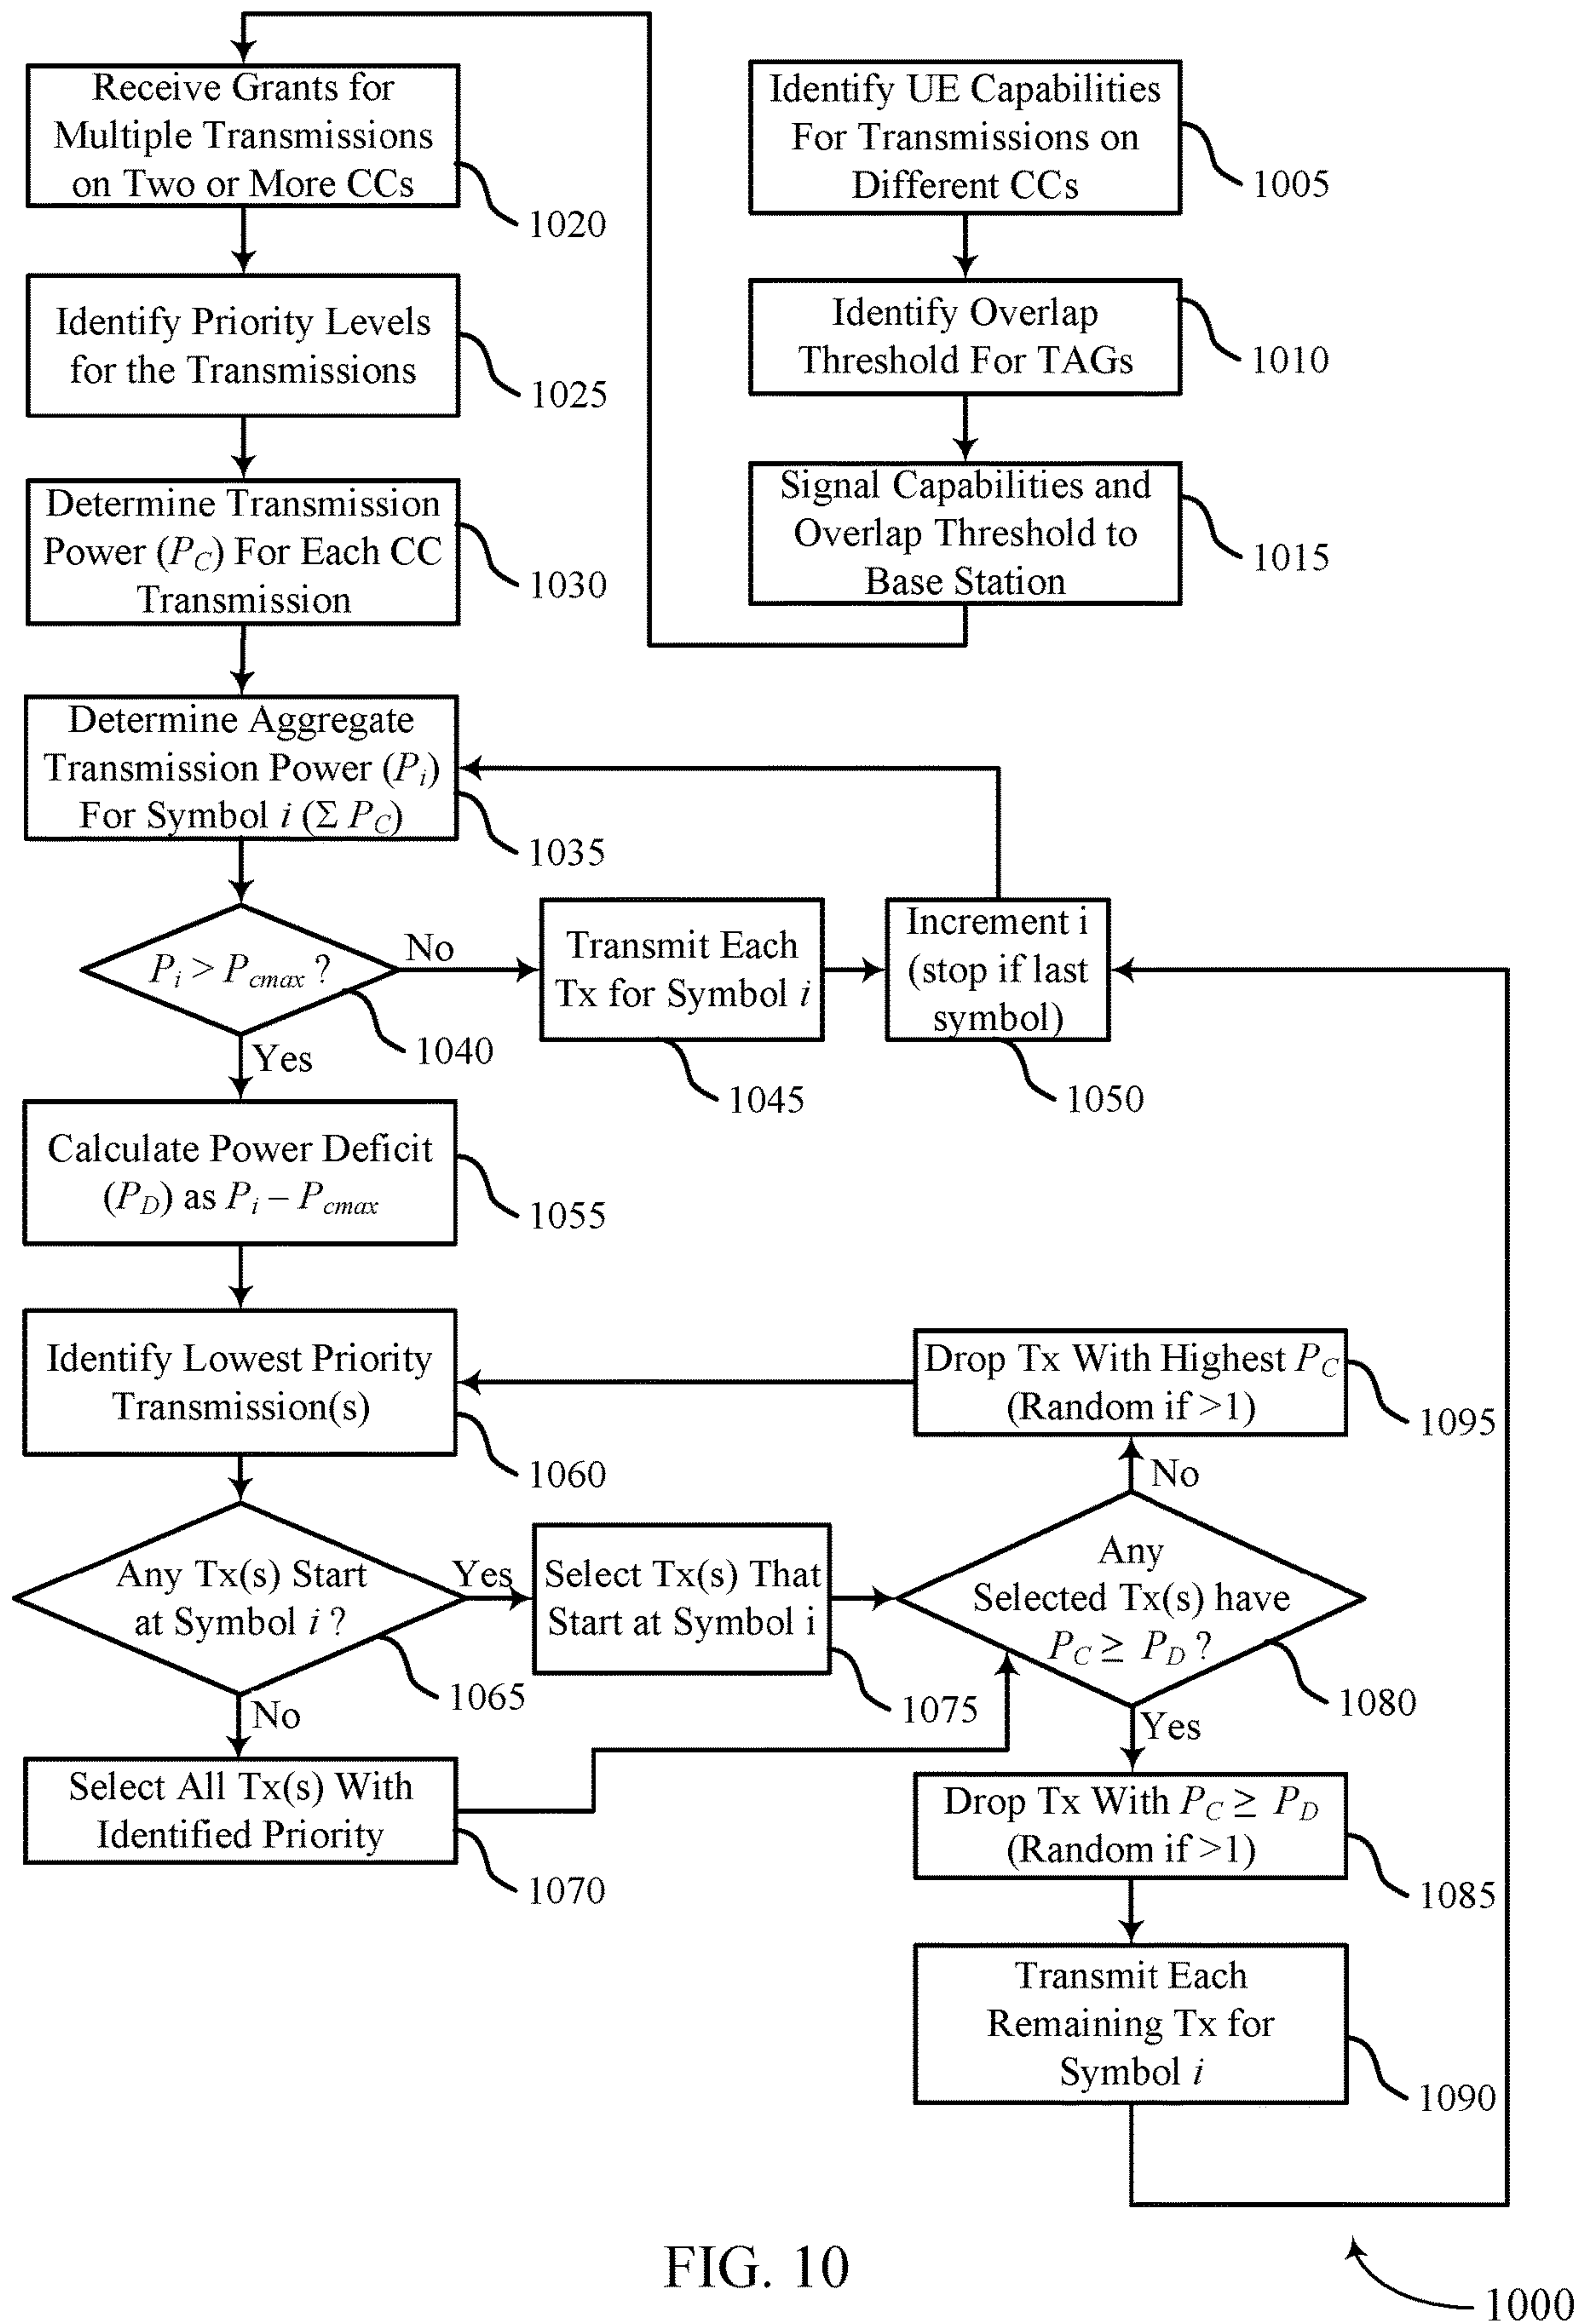 Receive Grants for
Multiple Transmissions
on Two or More CCs
1020
Identify UE Capabilities
For Transmissions on
Different CCs
1005
Identify Priority Levels
for the Transmissions
1025
Identify Overlap
Threshold For TAGs
1010
Determine Transmission
Power (P_C) For Each CC
Transmission
1030
Signal Capabilities and
Overlap Threshold to
Base Station
1015
Determine Aggregate
Transmission Power (P_i)
For Symbol i (Σ P_C)
1035
P_i > P_cmax ?
1040
No
Yes
Transmit Each
Tx for Symbol i
1045
Increment i
(stop if last
symbol)
1050
Calculate Power Deficit
(P_D) as P_i – P_cmax
1055
Identify Lowest Priority
Transmission(s)
1060
Drop Tx With Highest P_C
(Random if >1)
1095
No
Any Tx(s) Start
at Symbol i ?
1065
Yes
No
Select Tx(s) That
Start at Symbol i
1075
Any
Selected Tx(s) have
P_C ≥ P_D ?
1080
Yes
Select All Tx(s) With
Identified Priority
1070
Drop Tx With P_C ≥ P_D
(Random if >1)
1085
Transmit Each
Remaining Tx for
Symbol i
1090
FIG. 10
1000